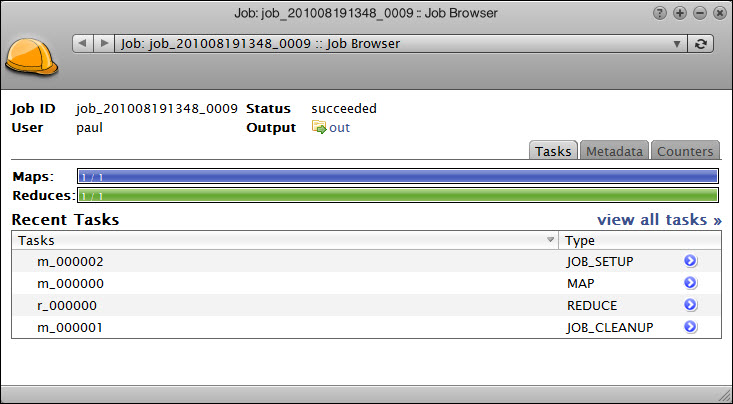 Job: job_201008191348_0009 :: Job Browser
Job: job_201008191348_0009 :: Job Browser
Job ID job_201008191348_0009 Status succeeded
User paul Output out
Tasks Metadata Counters
Maps: 1 / 1
Reduces: 1 / 1
Recent Tasks view all tasks »
Tasks Type
m_000002 JOB_SETUP
m_000000 MAP
r_000000 REDUCE
m_000001 JOB_CLEANUP